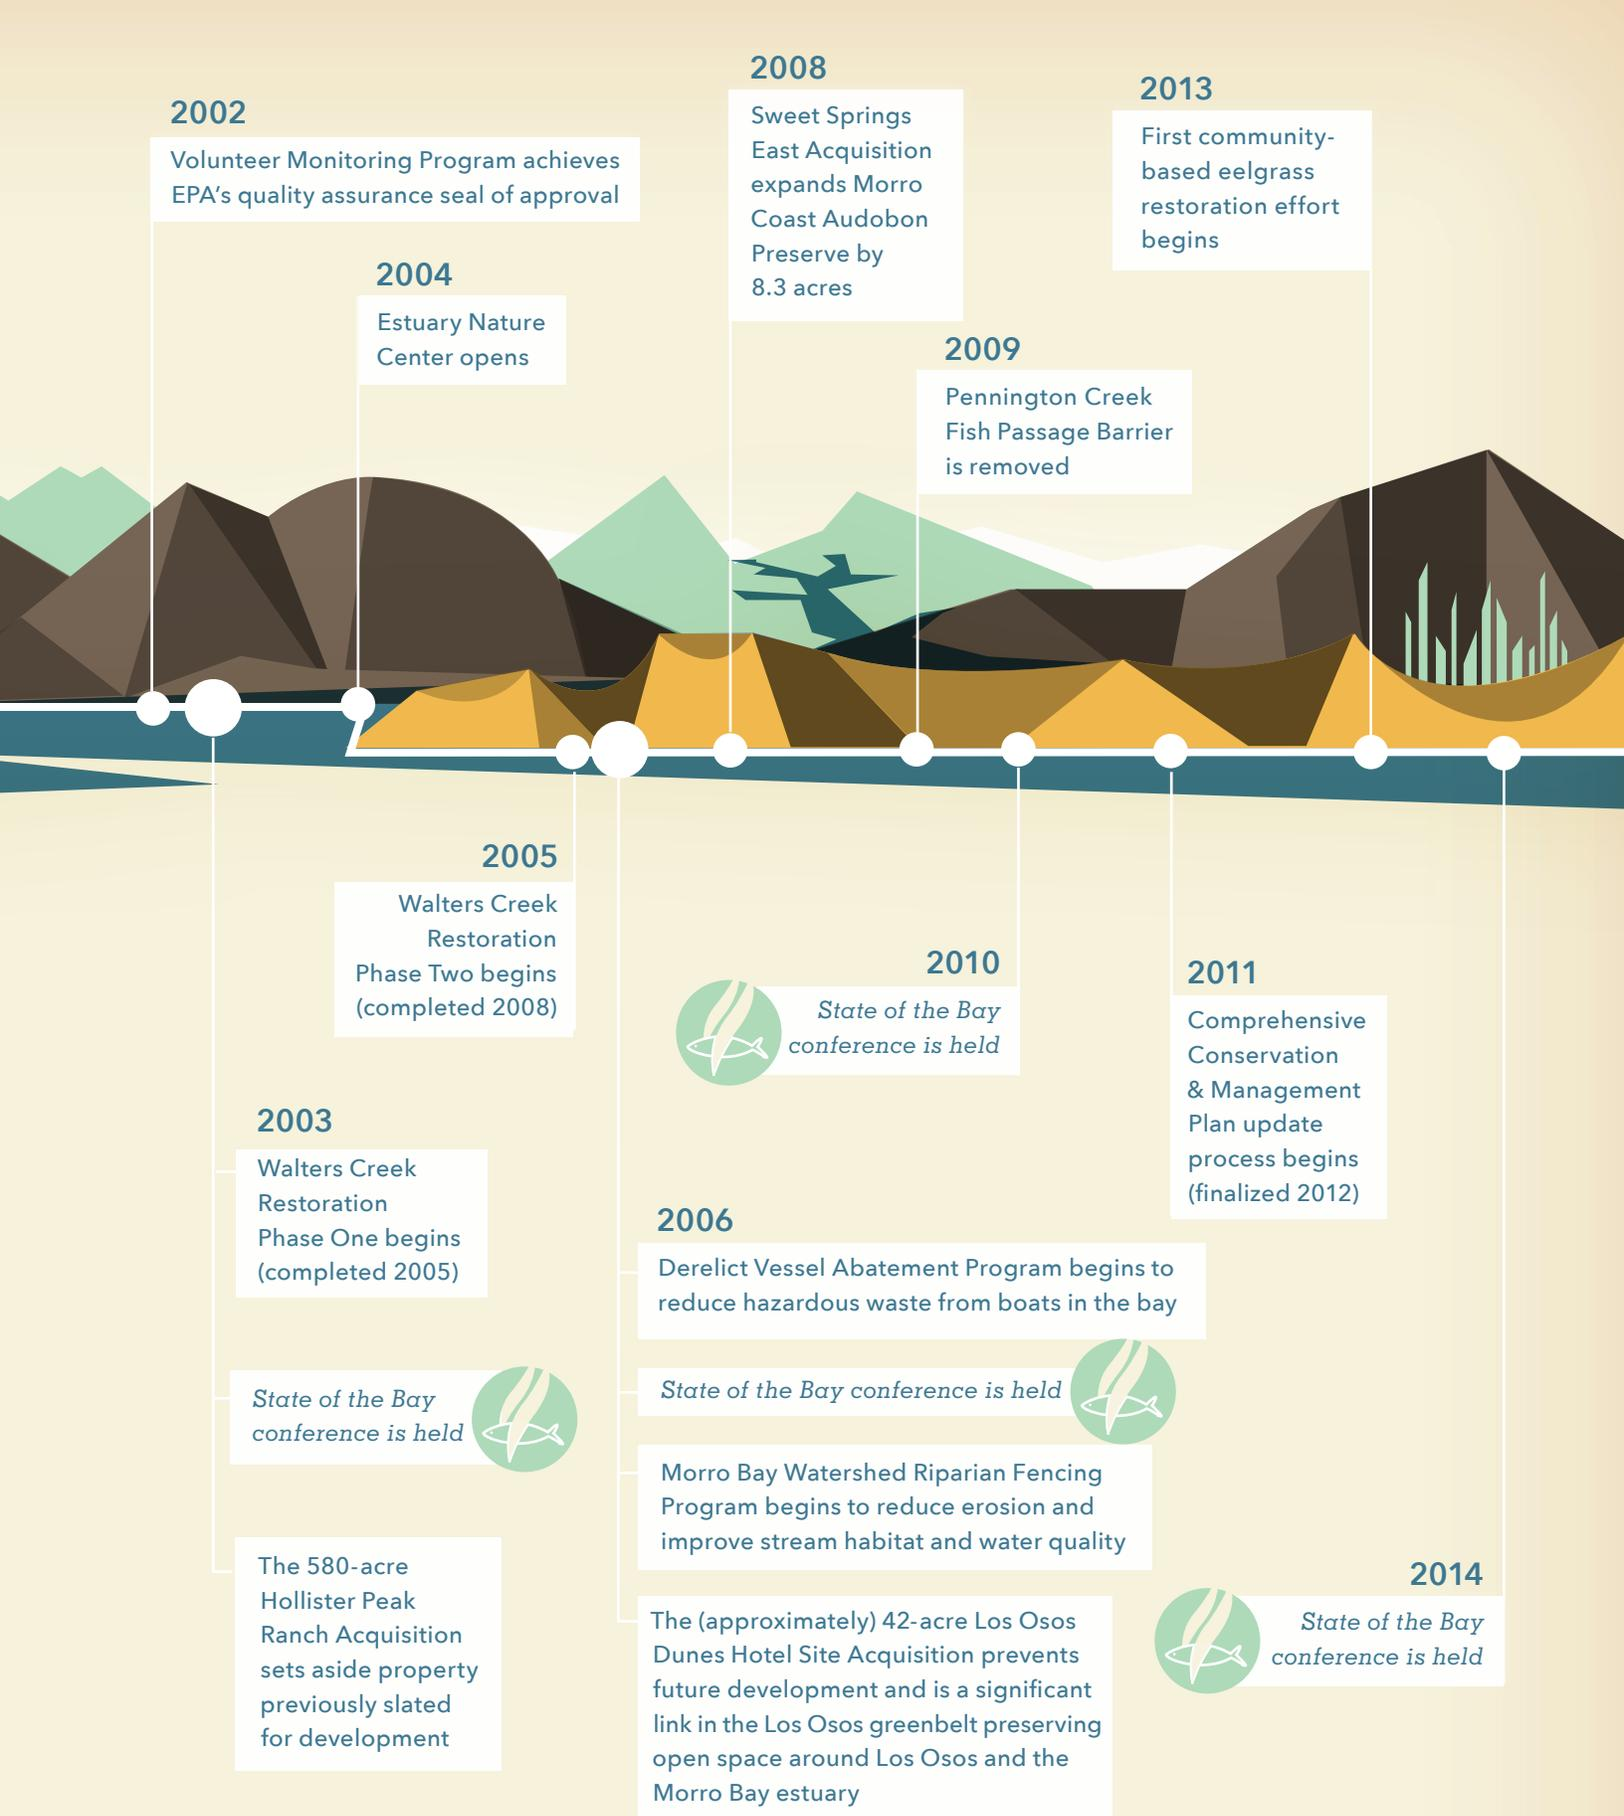 2002
Volunteer Monitoring Program achieves
EPA's quality assurance seal of approval
2004
Estuary Nature
Center opens
2008
Sweet Springs
East Acquisition
expands Morro
Coast Audobon
Preserve by
8.3 acres
2009
Pennington Creek
Fish Passage Barrier
is removed
2013
First community-
based eelgrass
restoration effort
begins
2005
Walters Creek
Restoration
Phase Two begins
(completed 2008)
2010
State of the Bay
conference is held
2011
Comprehensive
Conservation
& Management
Plan update
process begins
(finalized 2012)
2003
Walters Creek
Restoration
Phase One begins
(completed 2005)
State of the Bay
conference is held
The 580-acre
Hollister Peak
Ranch Acquisition
sets aside property
previously slated
for development
2006
Derelict Vessel Abatement Program begins to
reduce hazardous waste from boats in the bay
State of the Bay conference is held
Morro Bay Watershed Riparian Fencing
Program begins to reduce erosion and
improve stream habitat and water quality
The (approximately) 42-acre Los Osos
Dunes Hotel Site Acquisition prevents
future development and is a significant
link in the Los Osos greenbelt preserving
open space around Los Osos and the
Morro Bay estuary
2014
State of the Bay
conference is held